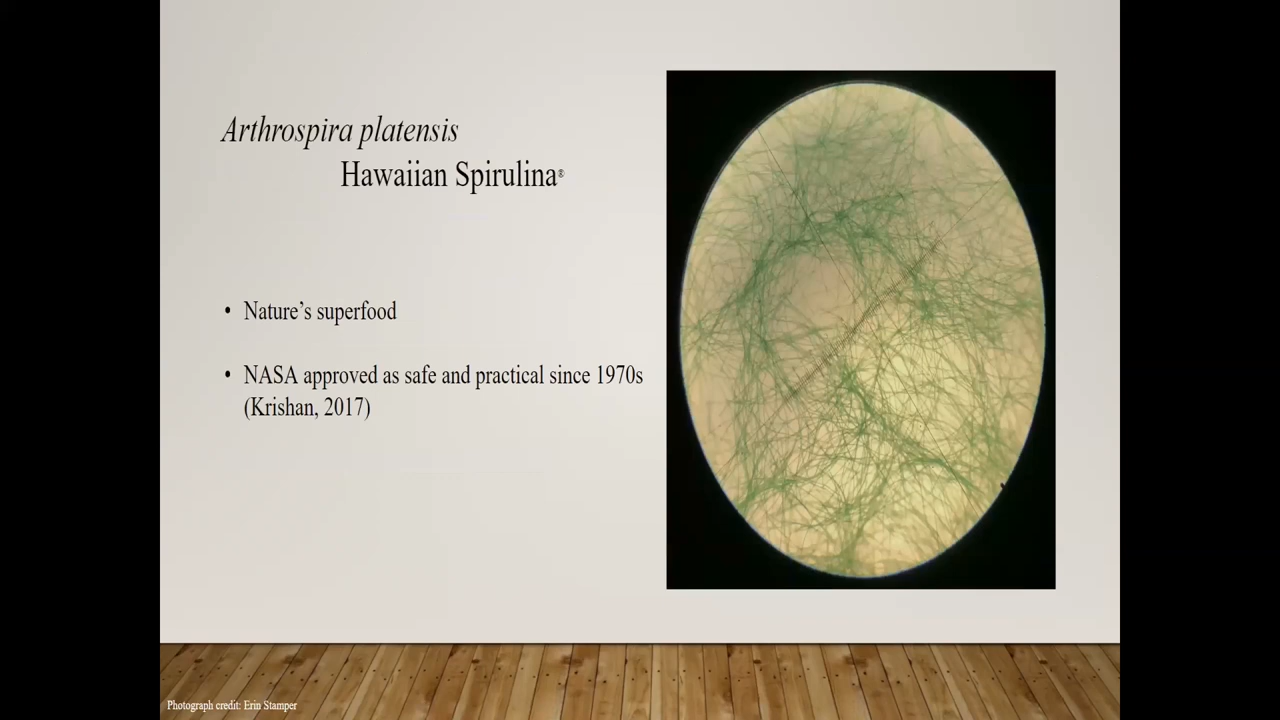 Arthrospira platensis
Hawaiian Spirulina®
• Nature’s superfood
• NASA approved as safe and practical since 1970s
(Krishan, 2017)
Photograph credit: Erin Stamper